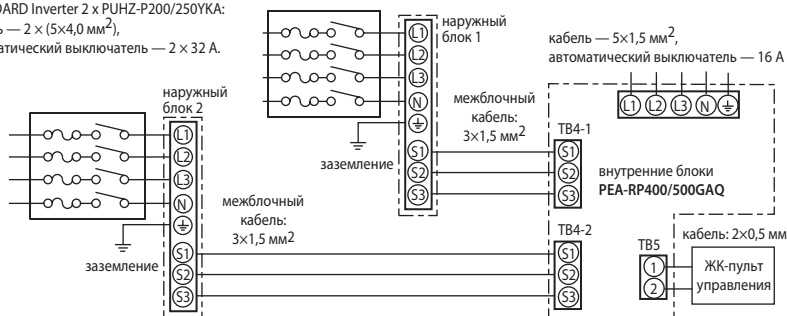 DARD Inverter 2 x PUHZ-P200/250YKA:
ь — 2 × (5×4,0 мм2),
матический выключатель — 2 × 32 А.
наружный
блок 1
L1
L2
L3
N
S1
S2
S3
заземление
межблочный
кабель:
3×1,5 мм2
кабель — 5×1,5 мм2,
автоматический выключатель — 16 А
L1 L2 L3 N
TB4-1
S1
S2
S3
внутренние блоки
PEA-RP400/500GAQ
наружный
блок 2
L1
L2
L3
N
S1
S2
S3
заземление
межблочный
кабель:
3×1,5 мм2
TB4-2
S1
S2
S3
TB5
1
2
кабель: 2×0,5 мм
ЖК-пульт
управления